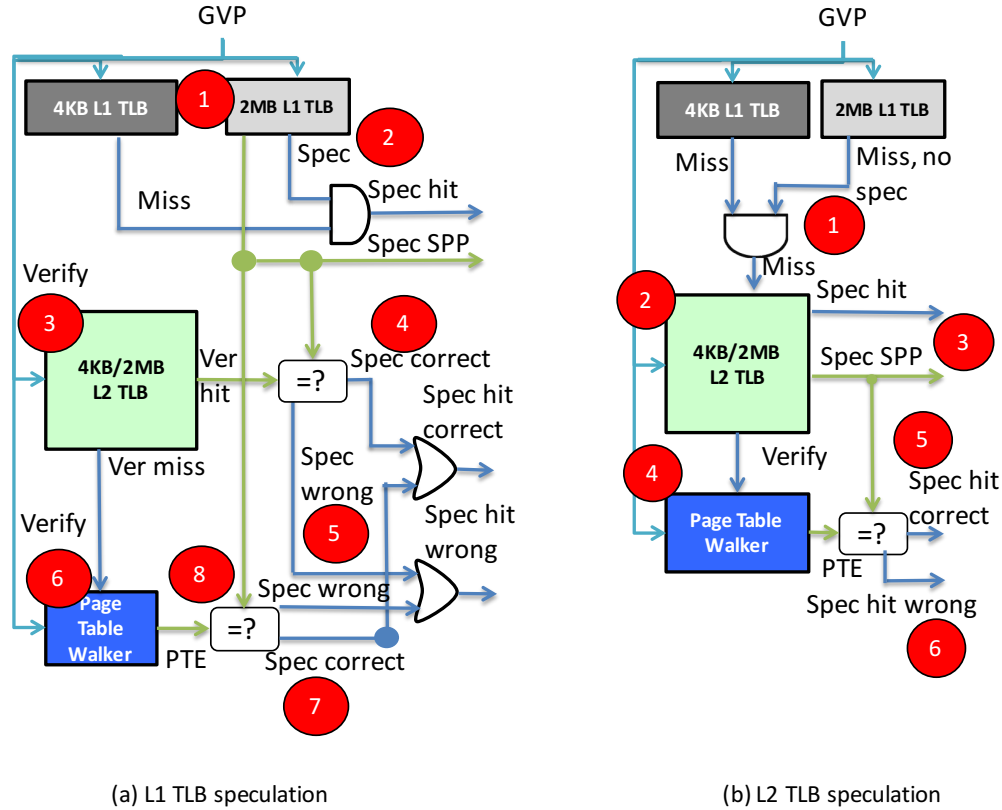 GVP
4KB L1 TLB
1
2MB L1 TLB
2
Spec
Miss
Spec hit
Spec SPP
Verify
3
4KB/2MB
L2 TLB
Ver
hit
4
=?
Spec correct
Spec hit
correct
Ver miss
Spec
wrong
5
Spec hit
wrong
Verify
6
Page
Table
Walker
PTE
8
Spec wrong
=?
Spec correct
7
(a) L1 TLB speculation
GVP
4KB L1 TLB
2MB L1 TLB
Miss
Miss, no
spec
1
Miss
2
4KB/2MB
L2 TLB
Spec hit
3
Spec SPP
Verify
4
5
Spec hit
correct
Page Table
Walker
PTE
=?
Spec hit wrong
6
(b) L2 TLB speculation